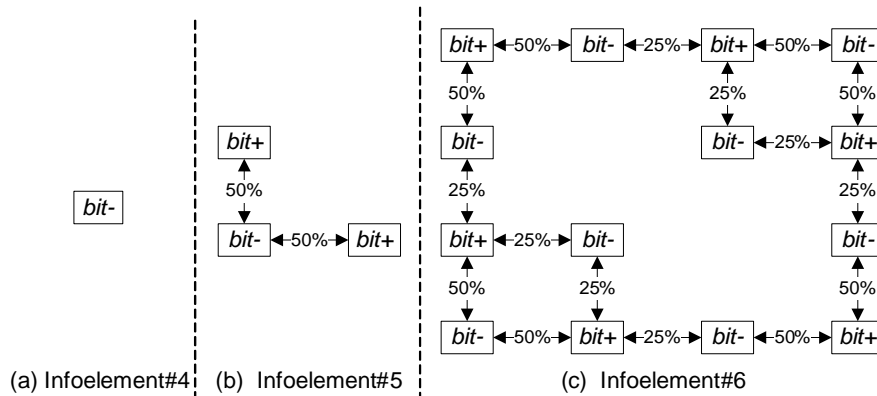 bit+ 50% bit- 25% bit+ 50% bit-
50% 25% 50%
bit+ bit- bit- 25% bit+
50% 25% 25%
bit-
bit- 50% bit+ bit+ 25% bit- bit-
50% 25% 50%
bit- 50% bit+ 25% bit- 50% bit+
(a) Infoelement#4 (b) Infoelement#5 (c) Infoelement#6